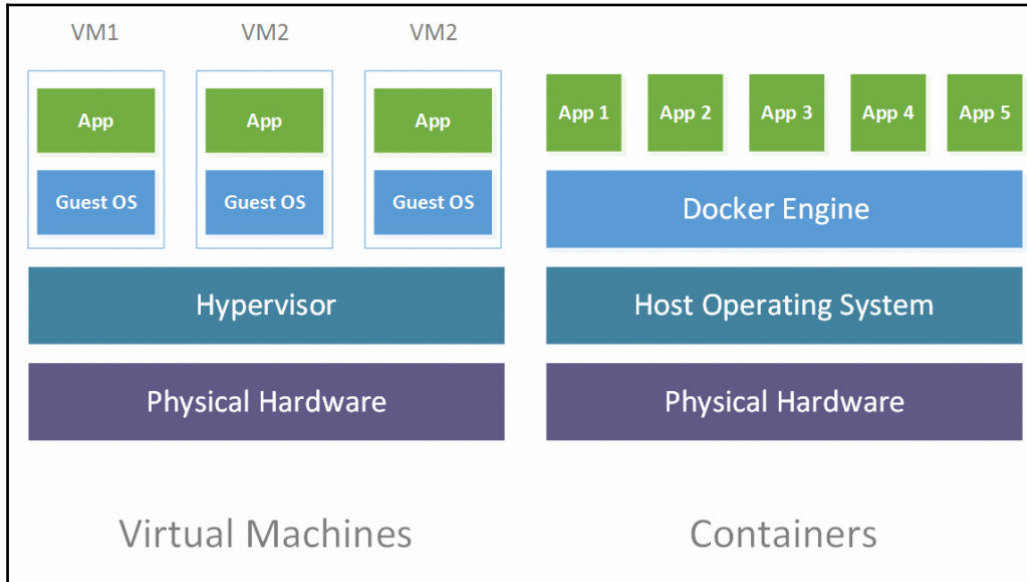 VM1 VM2 VM2
App App App
Guest OS Guest OS Guest OS
Hypervisor
Physical Hardware
Virtual Machines
App 1 App 2 App 3 App 4 App 5
Docker Engine
Host Operating System
Physical Hardware
Containers